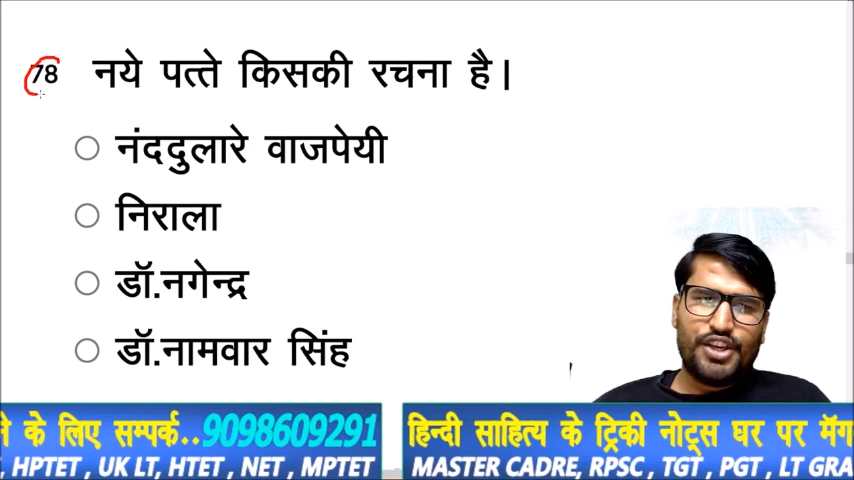 78 नये पत्ते किसकी रचना है।
नंददुलारे वाजपेयी
निराला
डॉ.नगेन्द्र
डॉ.नामवार सिंह
ने के लिए सम्पर्क..9098609291
हिन्दी साहित्य के ट्रिकी नोट्स घर पर मँग
, HPTET , UK LT, HTET , NET , MPTET
MASTER CADRE, RPSC , TGT , PGT , LT GRA